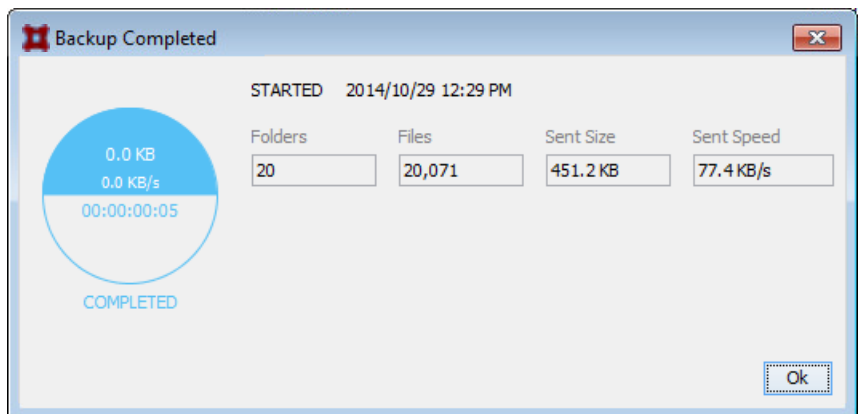 Backup Completed
STARTED 2014/10/29 12:29 PM
Folders Files Sent Size Sent Speed
20 20,071 451.2 KB 77.4 KB/s
0.0 KB
0.0 KB/s
00:00:00:05
COMPLETED
Ok